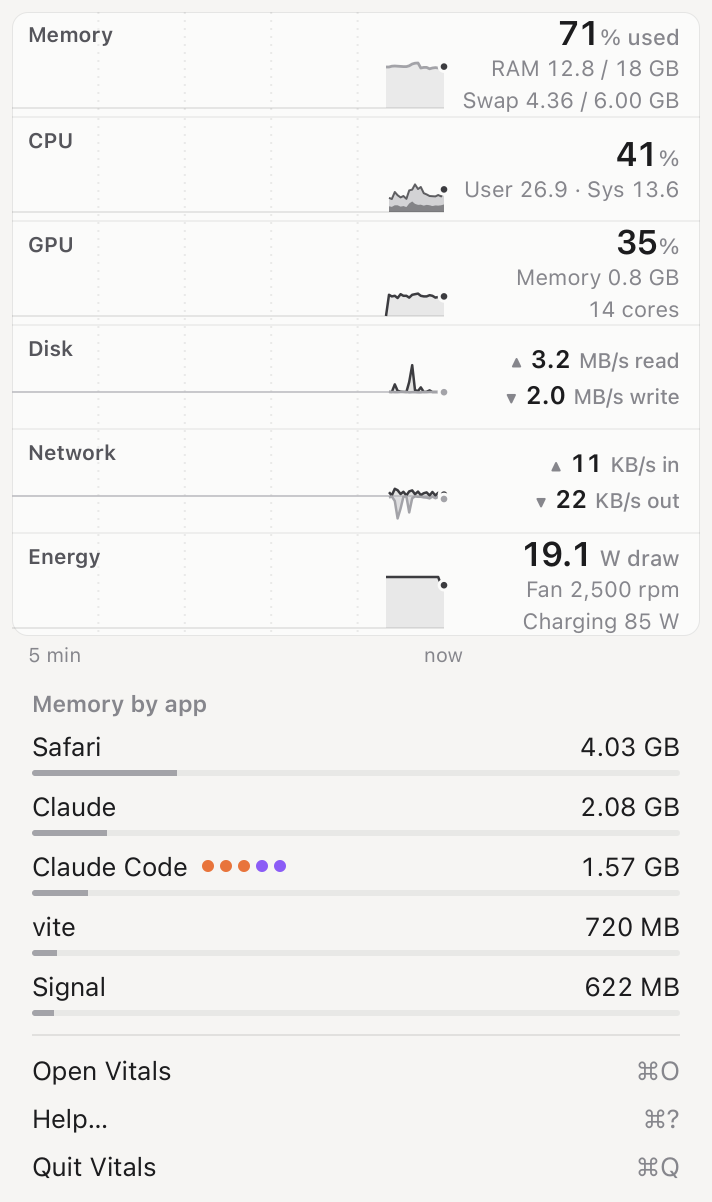 Memory
71% used
RAM 12.8 / 18 GB
Swap 4.36 / 6.00 GB
CPU
41%
User 26.9 · Sys 13.6
GPU
35%
Memory 0.8 GB
14 cores
Disk
▲ 3.2 MB/s read
▼ 2.0 MB/s write
Network
▲ 11 KB/s in
▼ 22 KB/s out
Energy
19.1 W draw
Fan 2,500 rpm
Charging 85 W
5 min now
Memory by app
Safari 4.03 GB
Claude 2.08 GB
Claude Code 1.57 GB
vite 720 MB
Signal 622 MB
Open Vitals ⌘O
Help... ⌘?
Quit Vitals ⌘Q